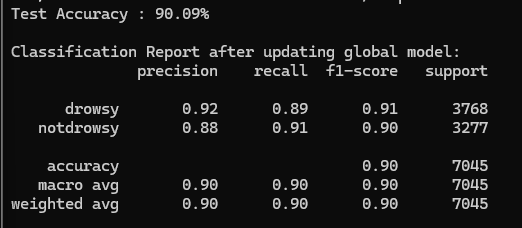 Test Accuracy : 90.09%
Classification Report after updating global model:
precision recall f1-score support
drowsy 0.92 0.89 0.91 3768
notdrowsy 0.88 0.91 0.90 3277
accuracy 0.90 7045
macro avg 0.90 0.90 0.90 7045
weighted avg 0.90 0.90 0.90 7045